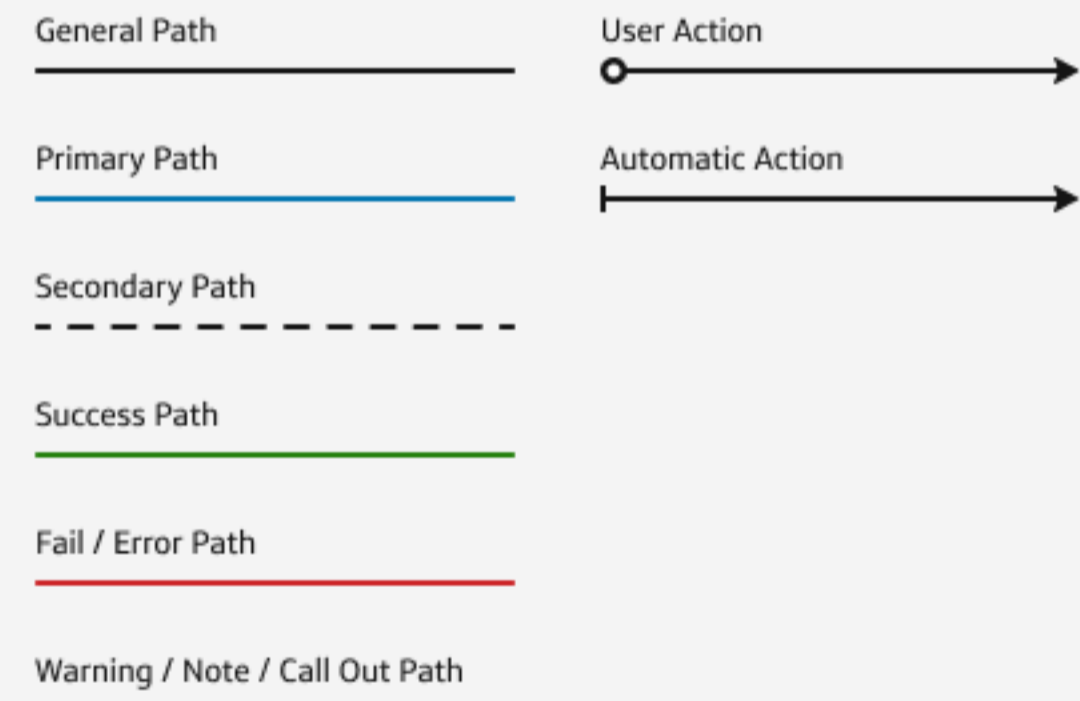 General Path
User Action
Primary Path
Automatic Action
Secondary Path
Success Path
Fail / Error Path
Warning / Note / Call Out Path